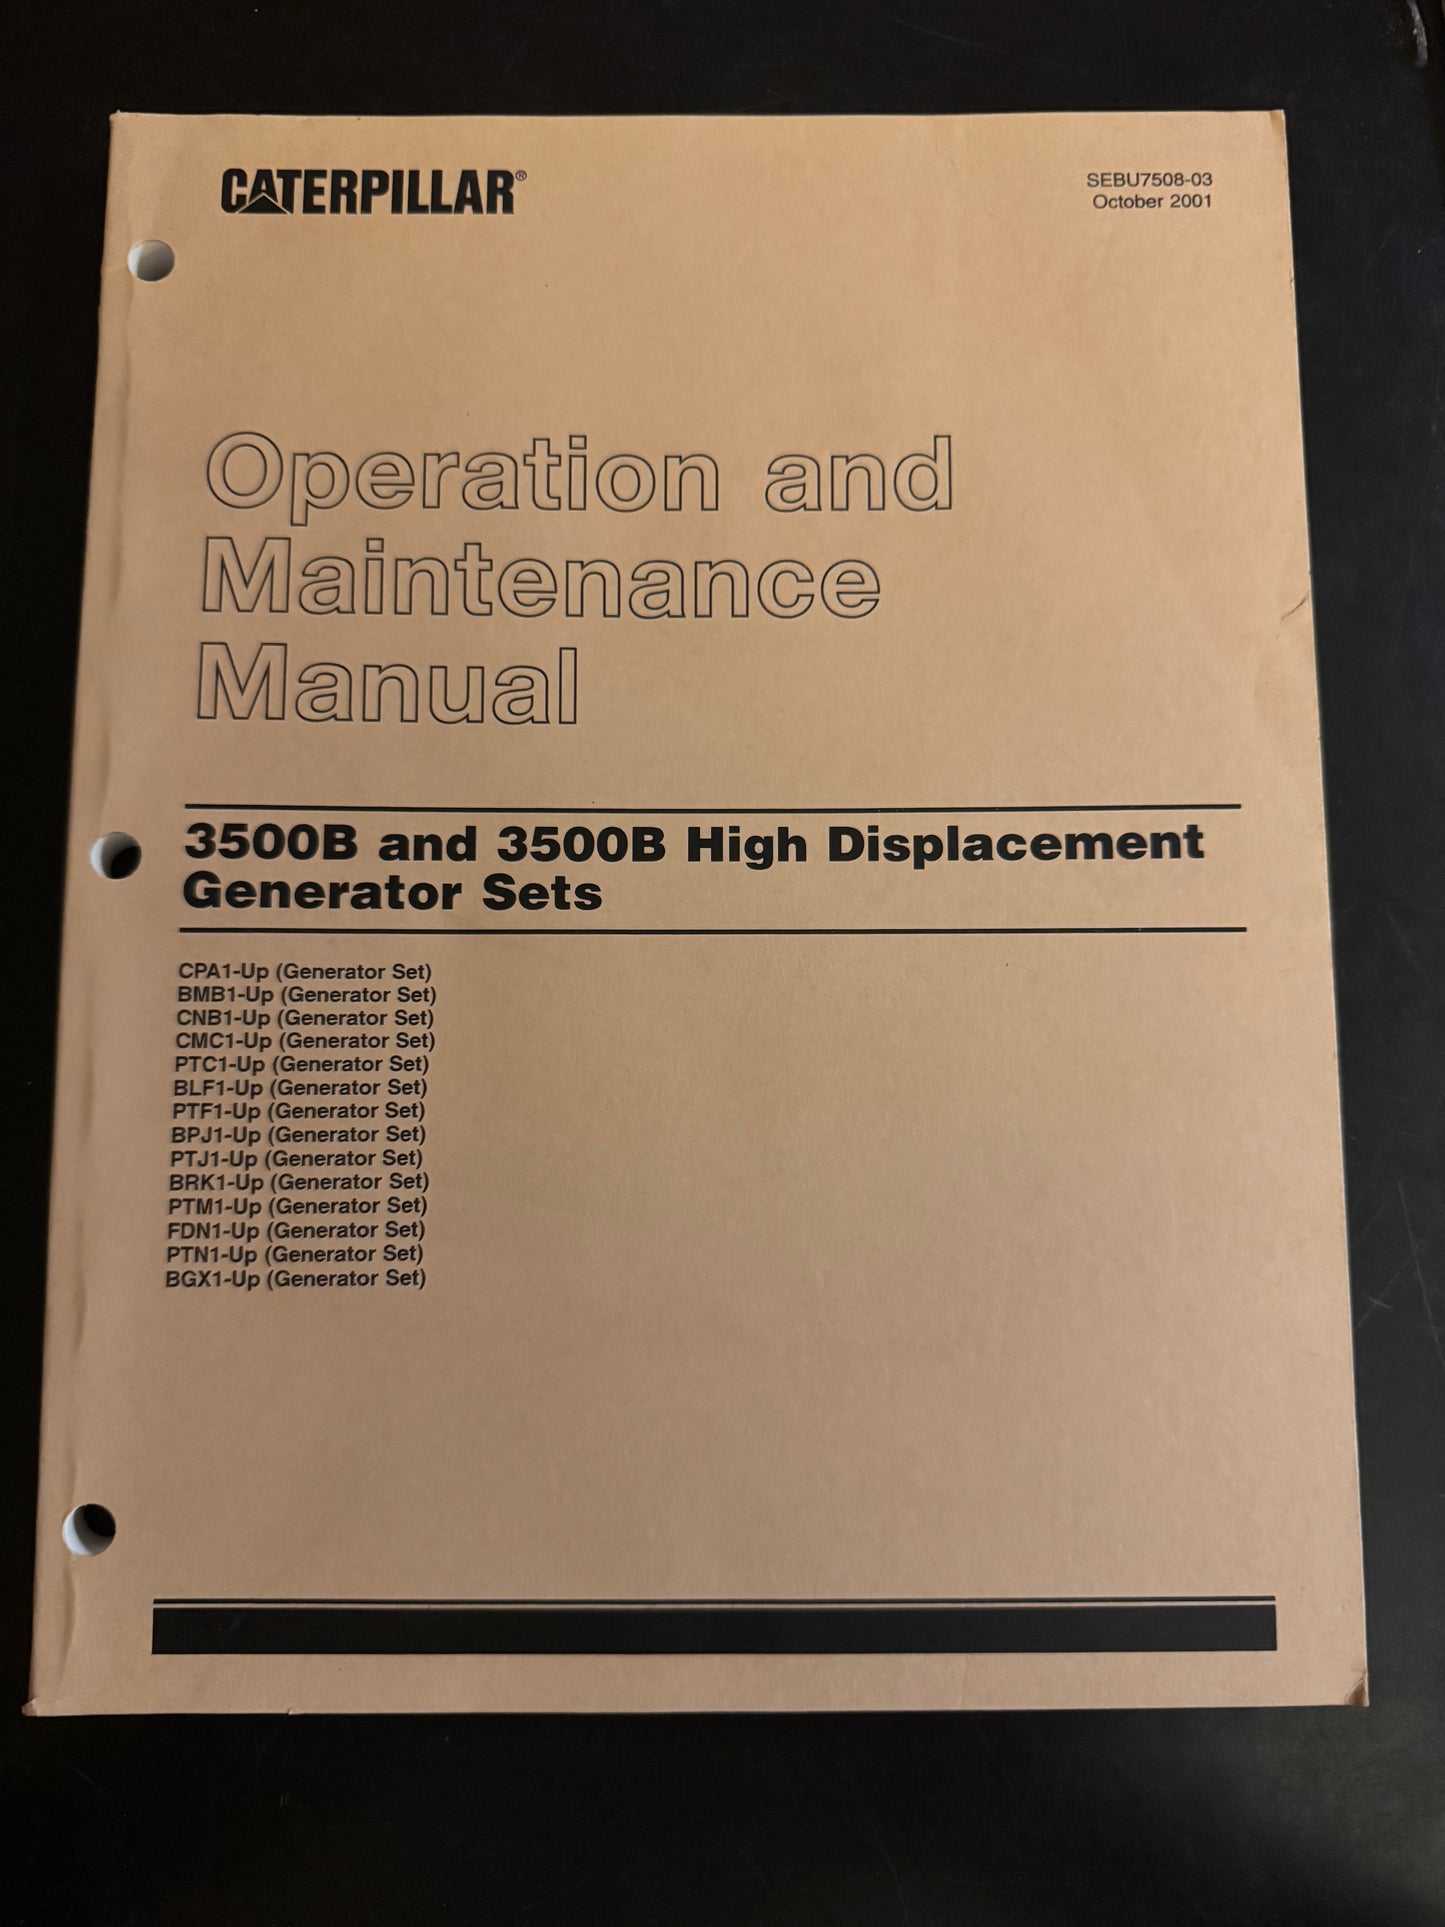 CATERPILLAR®
SEBU7508-03
October 2001
Operation and
Maintenance
Manual
3500B and 3500B High Displacement
Generator Sets
CPA1-Up (Generator Set)
BMB1-Up (Generator Set)
CNB1-Up (Generator Set)
CMC1-Up (Generator Set)
PTC1-Up (Generator Set)
BLF1-Up (Generator Set)
PTF1-Up (Generator Set)
BPJ1-Up (Generator Set)
PTJ1-Up (Generator Set)
BRK1-Up (Generator Set)
PTM1-Up (Generator Set)
FDN1-Up (Generator Set)
PTN1-Up (Generator Set)
BGX1-Up (Generator Set)